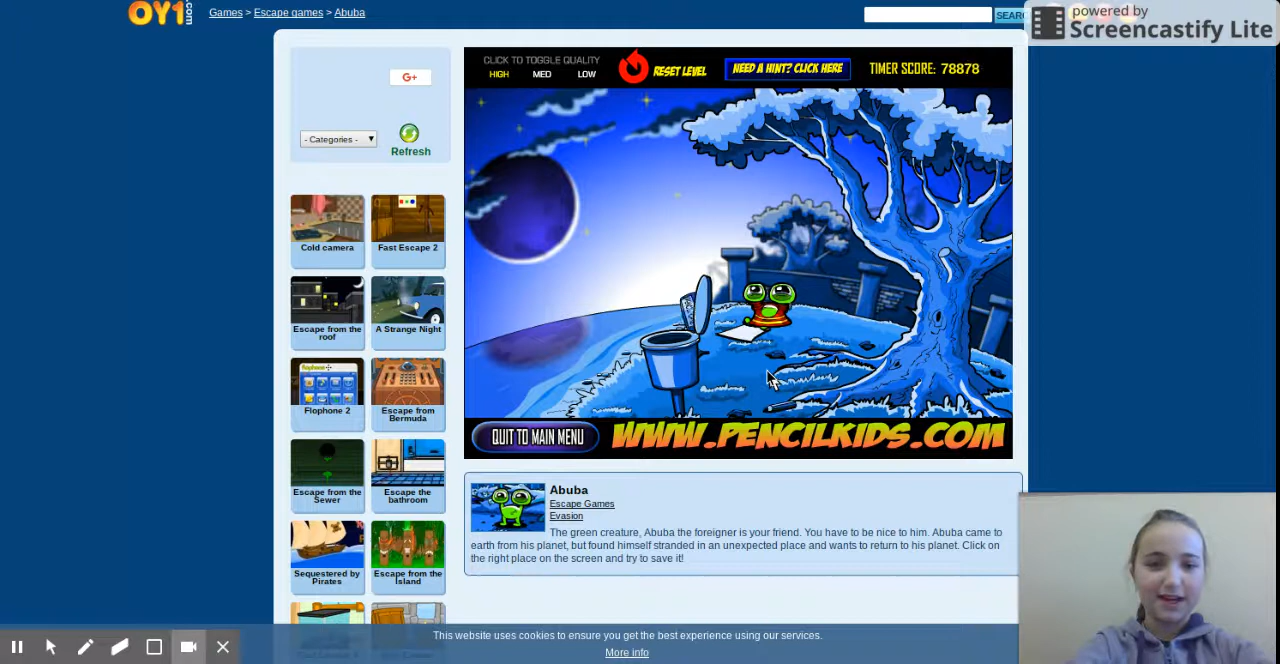 OY1.com
Games > Escape games > Abuba
powered by
Screencastify Lite
CLICK TO TOGGLE QUALITY
HIGH MED LOW
RESET LEVEL
NEED A HINT? CLICK HERE
TIMER SCORE: 78878
G+
- Categories -
Refresh
Cold camera
Fast Escape 2
Escape from the
roof
A Strange Night
Flophone 2
Escape from
Bermuda
Escape from the
Sewer
Escape the
bathroom
Sequestered by
Pirates
Escape from the
Island
QUIT TO MAIN MENU
WWW.PENCILKIDS.COM
Abuba
Escape Games
Evasion
The green creature, Abuba the foreigner is your friend. You have to be nice to him. Abuba came to
earth from his planet, but found himself stranded in an unexpected place and wants to return to his planet. Click on
the right place on the screen and try to save it!
This website uses cookies to ensure you get the best experience using our services.
More info